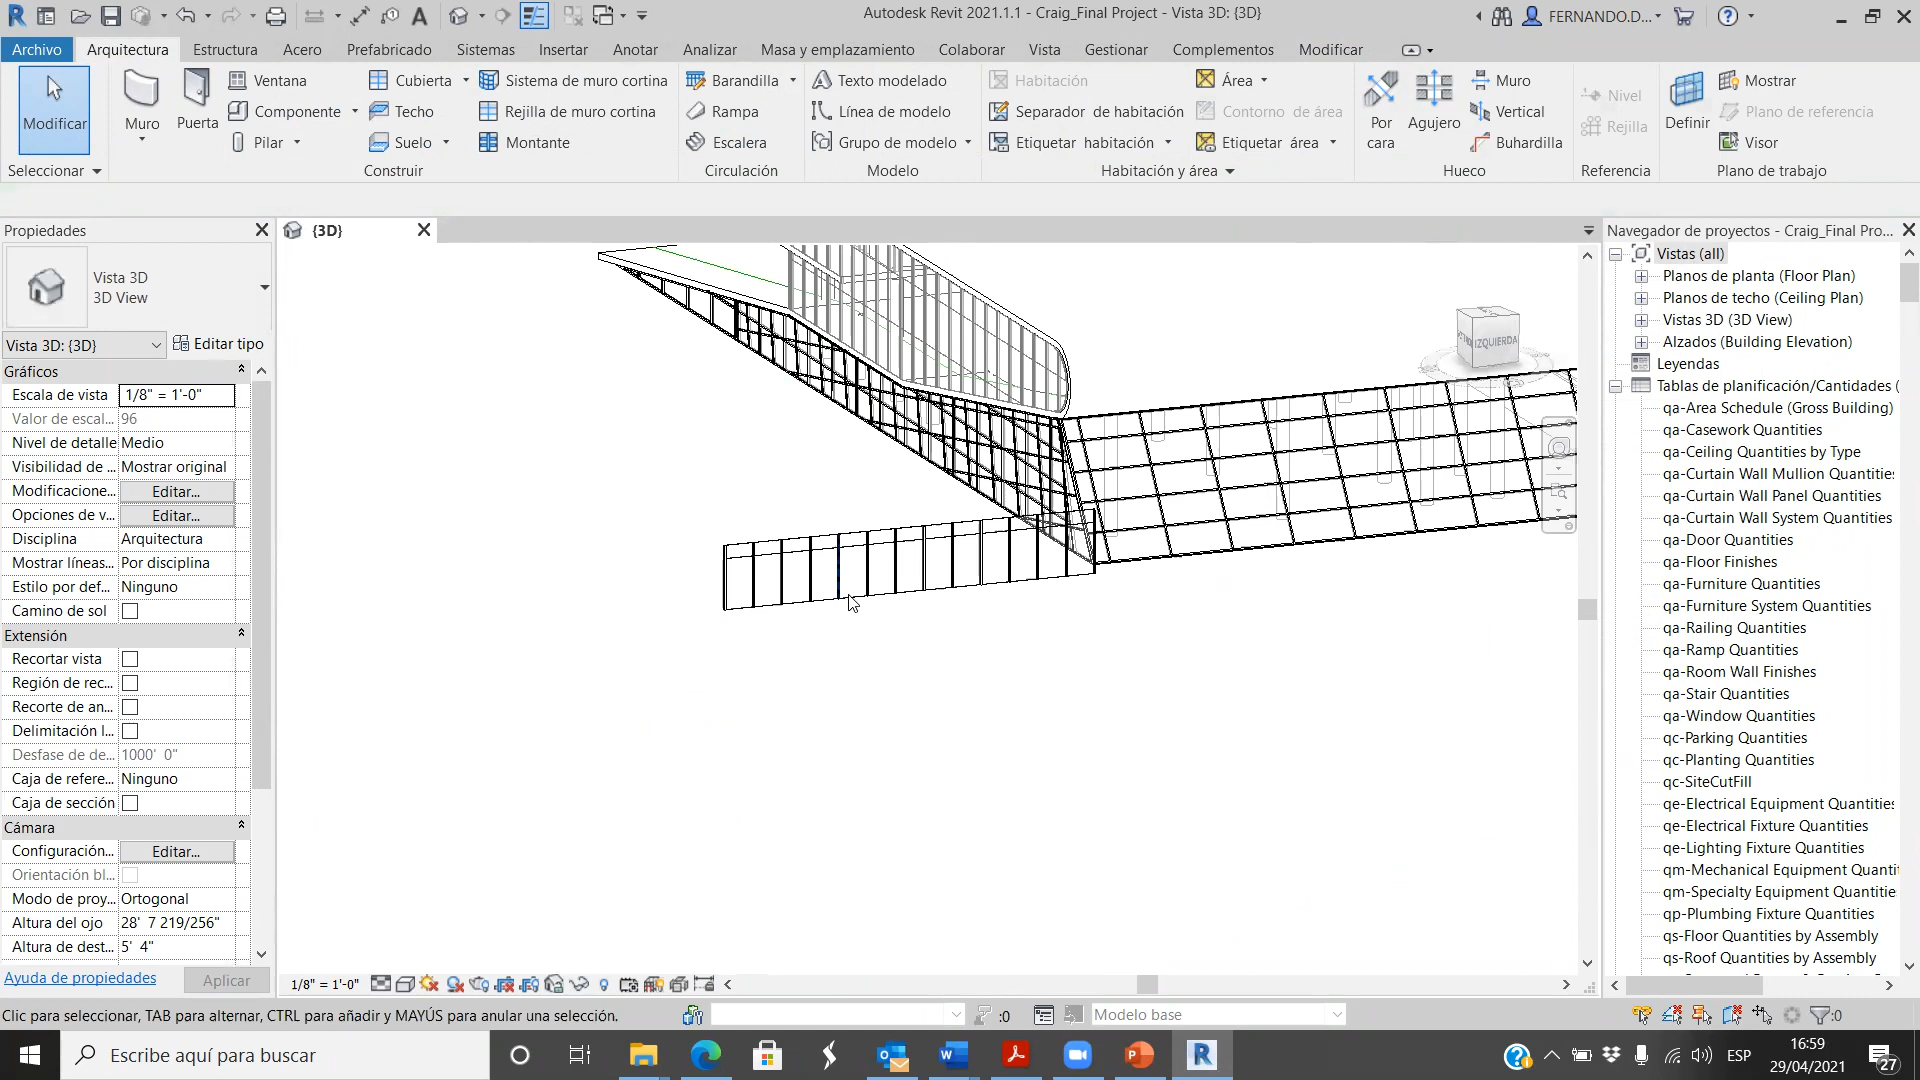 Autodesk Revit 2021.1.1 - Craig_Final Project - Vista 3D: {3D}
FERNANDO.D...
Archivo Arquitectura Estructura Acero Prefabricado Sistemas Insertar Anotar Analizar Masa y emplazamiento Colaborar Vista Gestionar Complementos Modificar
Modificar
Muro
Puerta
Ventana
Componente
Pilar
Cubierta
Techo
Suelo
Sistema de muro cortina
Rejilla de muro cortina
Montante
Barandilla
Rampa
Escalera
Texto modelado
Línea de modelo
Grupo de modelo
Habitación
Separador de habitación
Etiquetar habitación
Área
Contorno de área
Etiquetar área
Por
cara
Agujero
Muro
Vertical
Buhardilla
Nivel
Rejilla
Definir
Mostrar
Plano de referencia
Visor
Seleccionar Construir Circulación Modelo Habitación y área Hueco Referencia Plano de trabajo
Propiedades
Vista 3D
3D View
Vista 3D: {3D} Editar tipo
Gráficos
Escala de vista 1/8" = 1'-0"
Valor de escal... 96
Nivel de detalle Medio
Visibilidad de ... Mostrar original
Modificacione... Editar...
Opciones de v... Editar...
Disciplina Arquitectura
Mostrar líneas... Por disciplina
Estilo por def... Ninguno
Camino de sol
Extensión
Recortar vista
Región de rec...
Recorte de an...
Delimitación l...
Desfase de de... 1000' 0"
Caja de refere... Ninguno
Caja de sección
Cámara
Configuración... Editar...
Orientación bl...
Modo de proy... Ortogonal
Altura del ojo 28' 7 219/256"
Altura de dest... 5' 4"
Ayuda de propiedades Aplicar
{3D}
IZQUIERDA
1/8" = 1'-0"
Navegador de proyectos - Craig_Final Pro...
Vistas (all)
Planos de planta (Floor Plan)
Planos de techo (Ceiling Plan)
Vistas 3D (3D View)
Alzados (Building Elevation)
Leyendas
Tablas de planificación/Cantidades (
qa-Area Schedule (Gross Building)
qa-Casework Quantities
qa-Ceiling Quantities by Type
qa-Curtain Wall Mullion Quantities
qa-Curtain Wall Panel Quantities
qa-Curtain Wall System Quantities
qa-Door Quantities
qa-Floor Finishes
qa-Furniture Quantities
qa-Furniture System Quantities
qa-Railing Quantities
qa-Ramp Quantities
qa-Room Wall Finishes
qa-Stair Quantities
qa-Window Quantities
qc-Parking Quantities
qc-Planting Quantities
qc-SiteCutFill
qe-Electrical Equipment Quantities
qe-Electrical Fixture Quantities
qe-Lighting Fixture Quantities
qm-Mechanical Equipment Quanti
qm-Specialty Equipment Quantitie
qp-Plumbing Fixture Quantities
qs-Floor Quantities by Assembly
qs-Roof Quantities by Assembly
Clic para seleccionar, TAB para alternar, CTRL para añadir y MAYÚS para anular una selección.
:0
Modelo base
:0
Escribe aquí para buscar
ESP
16:59
29/04/2021
27